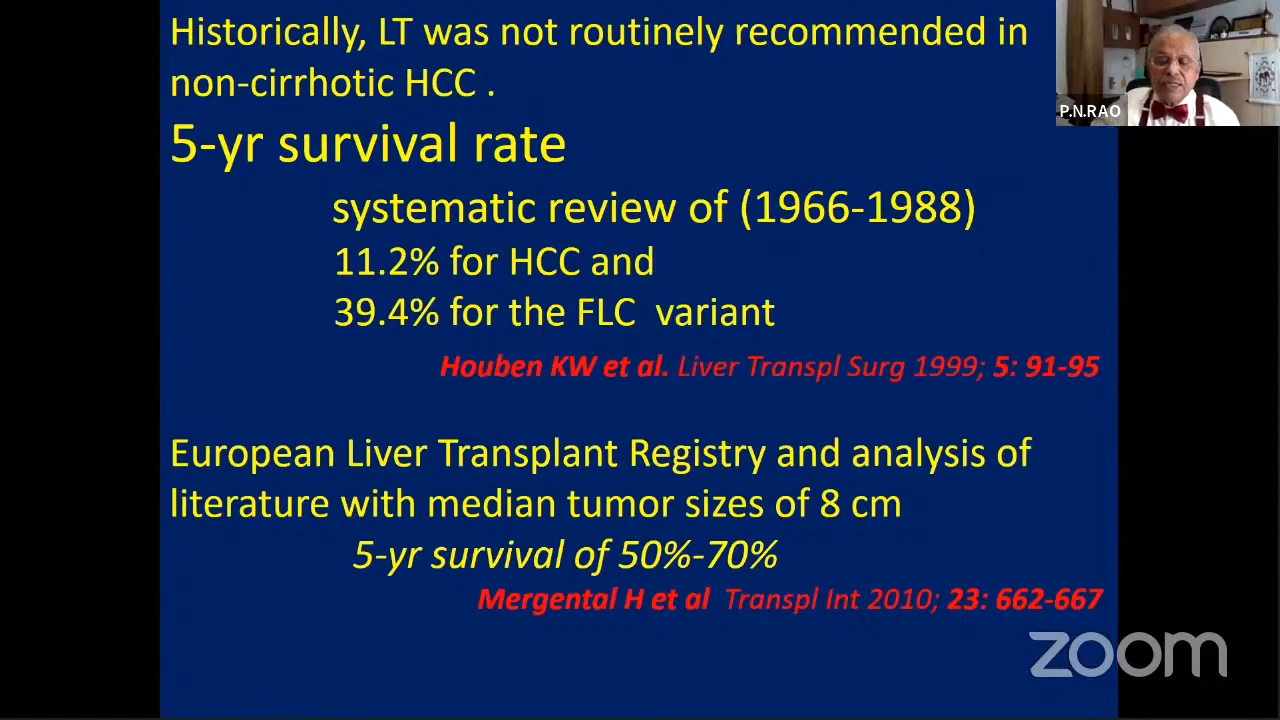 Historically, LT was not routinely recommended in
non-cirrhotic HCC .
5-yr survival rate
systematic review of (1966-1988)
11.2% for HCC and
39.4% for the FLC variant
Houben KW et al. Liver Transpl Surg 1999; 5: 91-95
European Liver Transplant Registry and analysis of
literature with median tumor sizes of 8 cm
5-yr survival of 50%-70%
Mergental H et al Transpl Int 2010; 23: 662-667
P.N.RAO
zoom